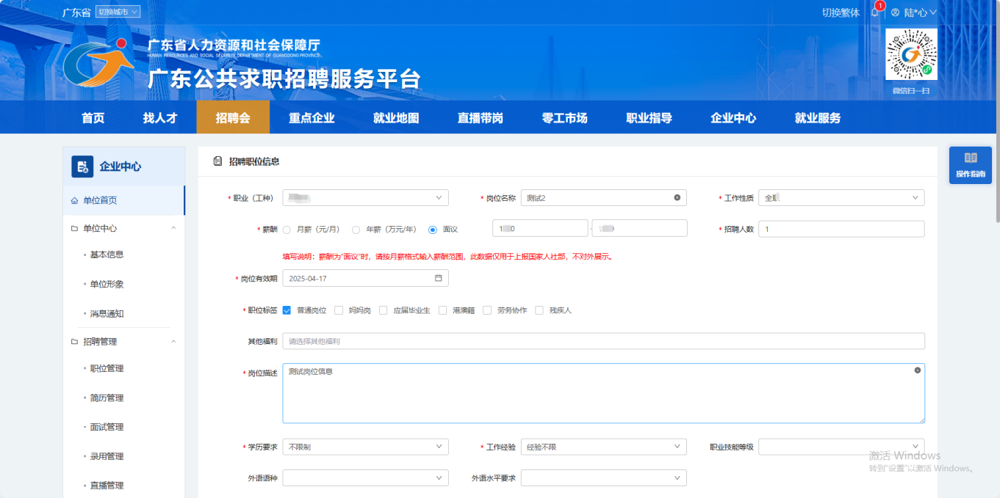 广东省 切换城市
切换繁体 1 陆*心
广东省人力资源和社会保障厅
HUMAN RESOURCES AND SOCIAL SECURITY DEPARTMENT OF GUANGDONG PROVINCE
广东公共求职招聘服务平台
微信扫一扫
首页 找人才 招聘会 重点企业 就业地图 直播带岗 零工市场 职业指导 企业中心 就业服务
操作指南
企业中心
单位首页
单位中心
基本信息
单位形象
消息通知
招聘管理
职位管理
简历管理
面试管理
录用管理
直播管理
招聘职位信息
* 职业（工种） * 岗位名称 测试2 * 工作性质 全职
* 薪酬 月薪（元/月） 年薪（万元/年） 面议 - * 招聘人数 1
填写说明：薪酬为"面议"时，请按月薪格式输入薪酬范围，此数据仅用于上报国家人社部，不对外展示。
* 岗位有效期 2025-04-17
* 职位标签 普通岗位 妈妈岗 应届毕业生 港澳籍 劳务协作 残疾人
其他福利 请选择其他福利
* 岗位描述 测试岗位信息
* 学历要求 不限制 * 工作经验 经验不限 职业技能等级
外语语种 外语水平要求
激活 Windows
转到"设置"以激活 Windows。